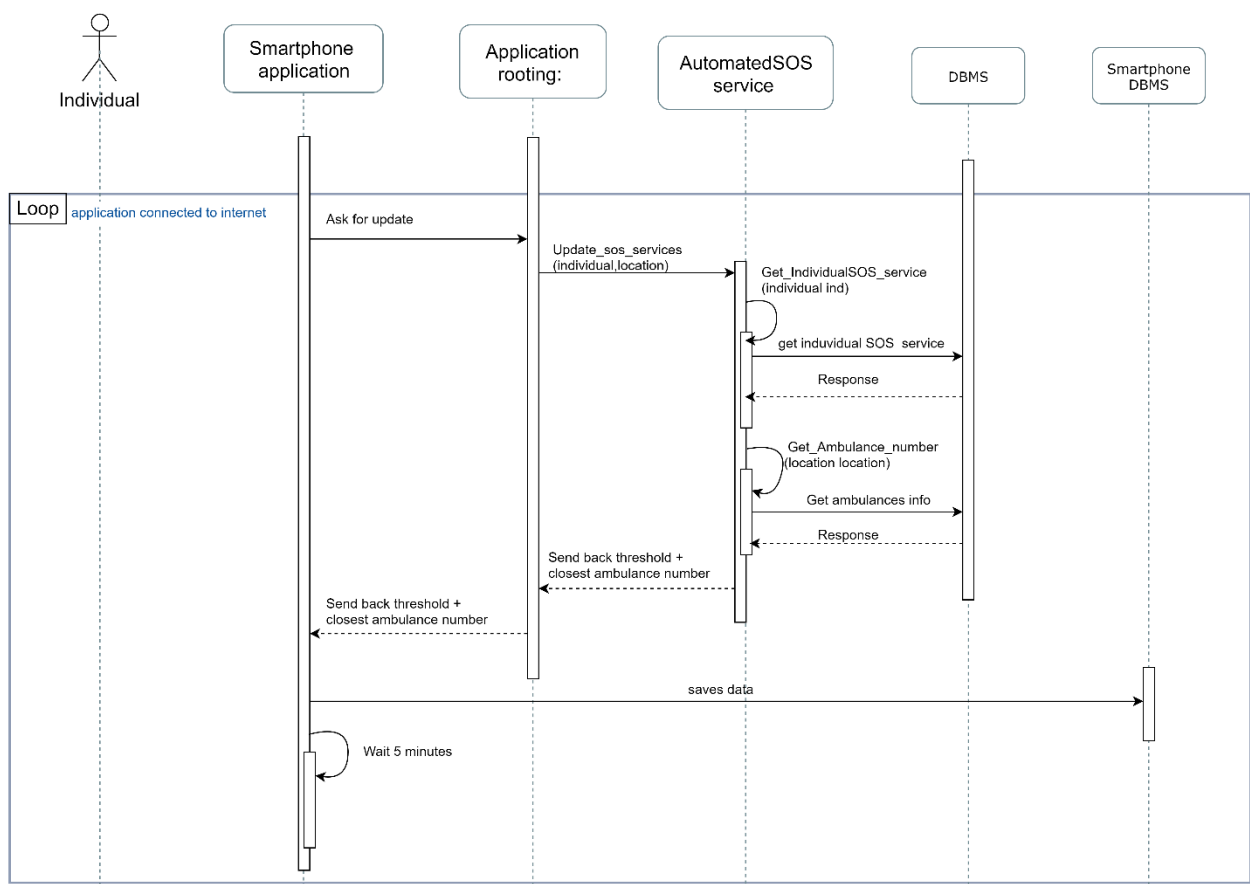 Individual
Smartphone
application
Application
rooting:
AutomatedSOS
service
DBMS
Smartphone
DBMS
Loop
application connected to internet
Ask for update
Update_sos_services
(individual,location)
Get_IndividualSOS_service
(individual ind)
get induvidual SOS service
Response
Get_Ambulance_number
(location location)
Get ambulances info
Response
Send back threshold +
closest ambulance number
Send back threshold +
closest ambulance number
saves data
Wait 5 minutes